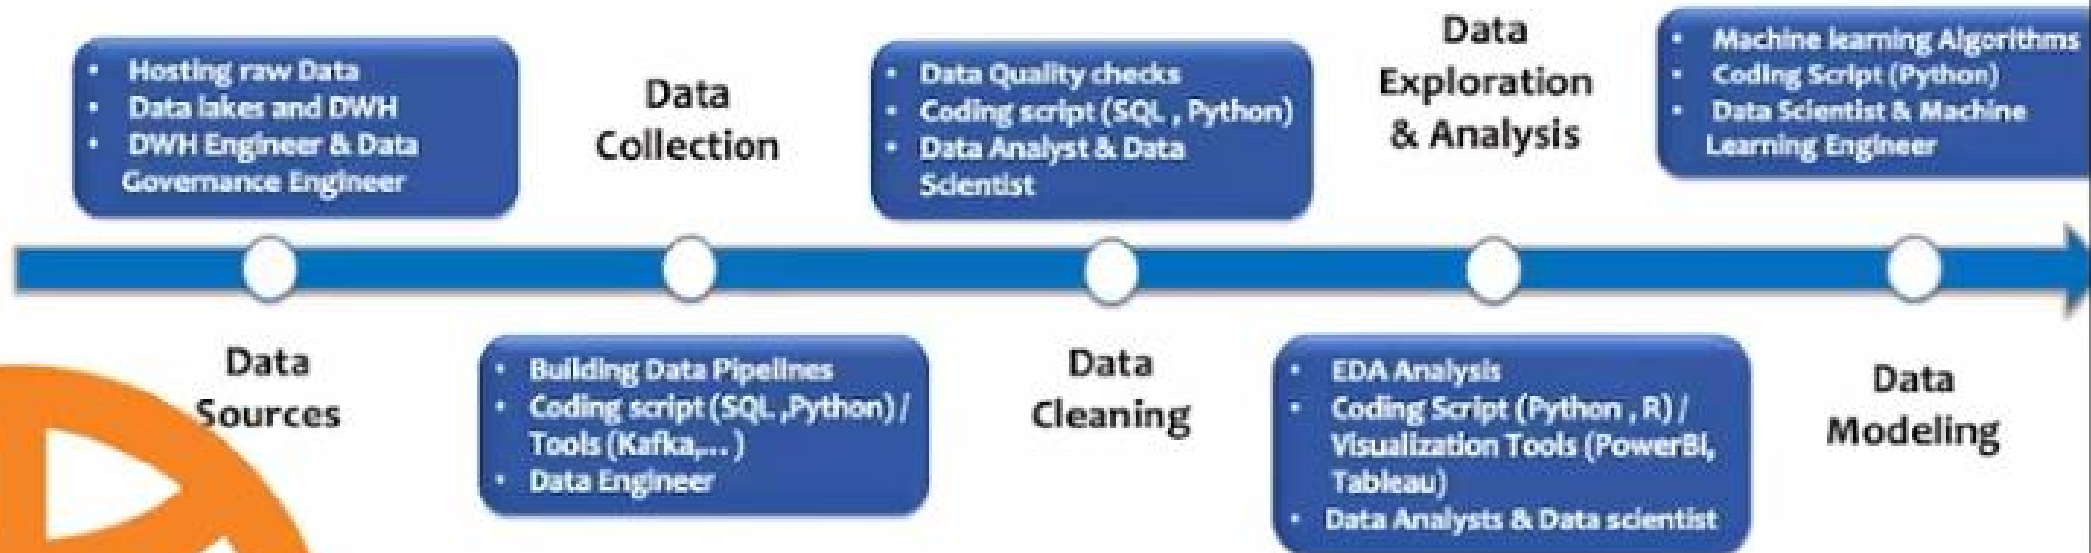 • Hosting raw Data
• Data lakes and DWH
• DWH Engineer & Data
Governance Engineer
Data
Sources
Data
Collection
• Building Data Pipelines
• Coding script (SQL ,Python) /
Tools (Kafka,... )
• Data Engineer
• Data Quality checks
• Coding script (SQL , Python)
• Data Analyst & Data
Scientist
Data
Cleaning
Data
Exploration
& Analysis
• EDA Analysis
• Coding Script (Python , R) /
Visualization Tools (PowerBI,
Tableau)
• Data Analysts & Data scientist
• Machine learning Algorithms
• Coding Script (Python)
• Data Scientist & Machine
Learning Engineer
Data
Modeling